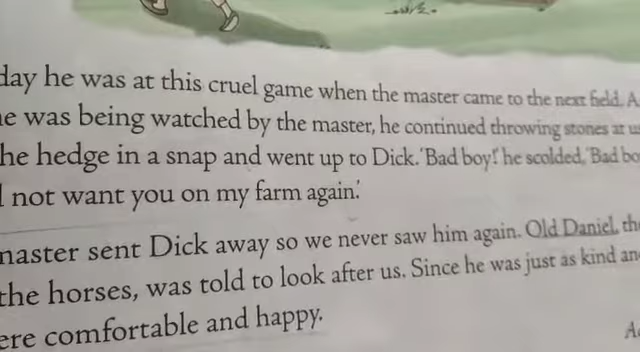 day he was at this cruel game when the master came to the next field. A
he was being watched by the master, he continued throwing stones at u
he hedge in a snap and went up to Dick. 'Bad boy!' he scolded, 'Bad bo
not want you on my farm again.'
master sent Dick away so we never saw him again. Old Daniel, the
the horses, was told to look after us. Since he was just as kind an
ere comfortable and happy.